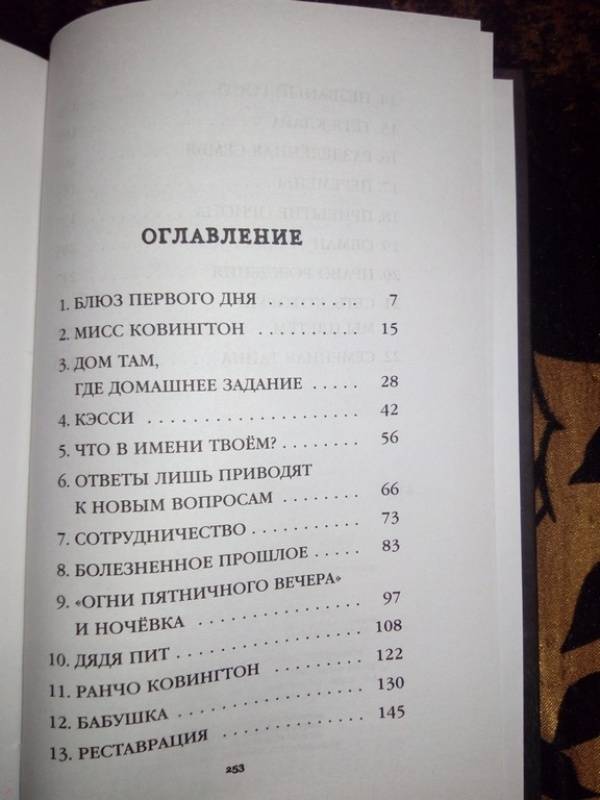 ОГЛАВЛЕНИЕ
1. БЛЮЗ ПЕРВОГО ДНЯ ......... 7
2. МИСС КОВИНГТОН ......... 15
3. ДОМ ТАМ,
ГДЕ ДОМАШНЕЕ ЗАДАНИЕ ..... 28
4. КЭССИ ..................... 42
5. ЧТО В ИМЕНИ ТВОЁМ? ........ 56
6. ОТВЕТЫ ЛИШЬ ПРИВОДЯТ
К НОВЫМ ВОПРОСАМ ......... 66
7. СОТРУДНИЧЕСТВО ........... 73
8. БОЛЕЗНЕННОЕ ПРОШЛОЕ ...... 83
9. «ОГНИ ПЯТНИЧНОГО ВЕЧЕРА»
И НОЧЁВКА ................ 97
10. ДЯДЯ ПИТ ................. 108
11. РАНЧО КОВИНГТОН ......... 122
12. БАБУШКА ................. 130
13. РЕСТАВРАЦИЯ ............. 145
253